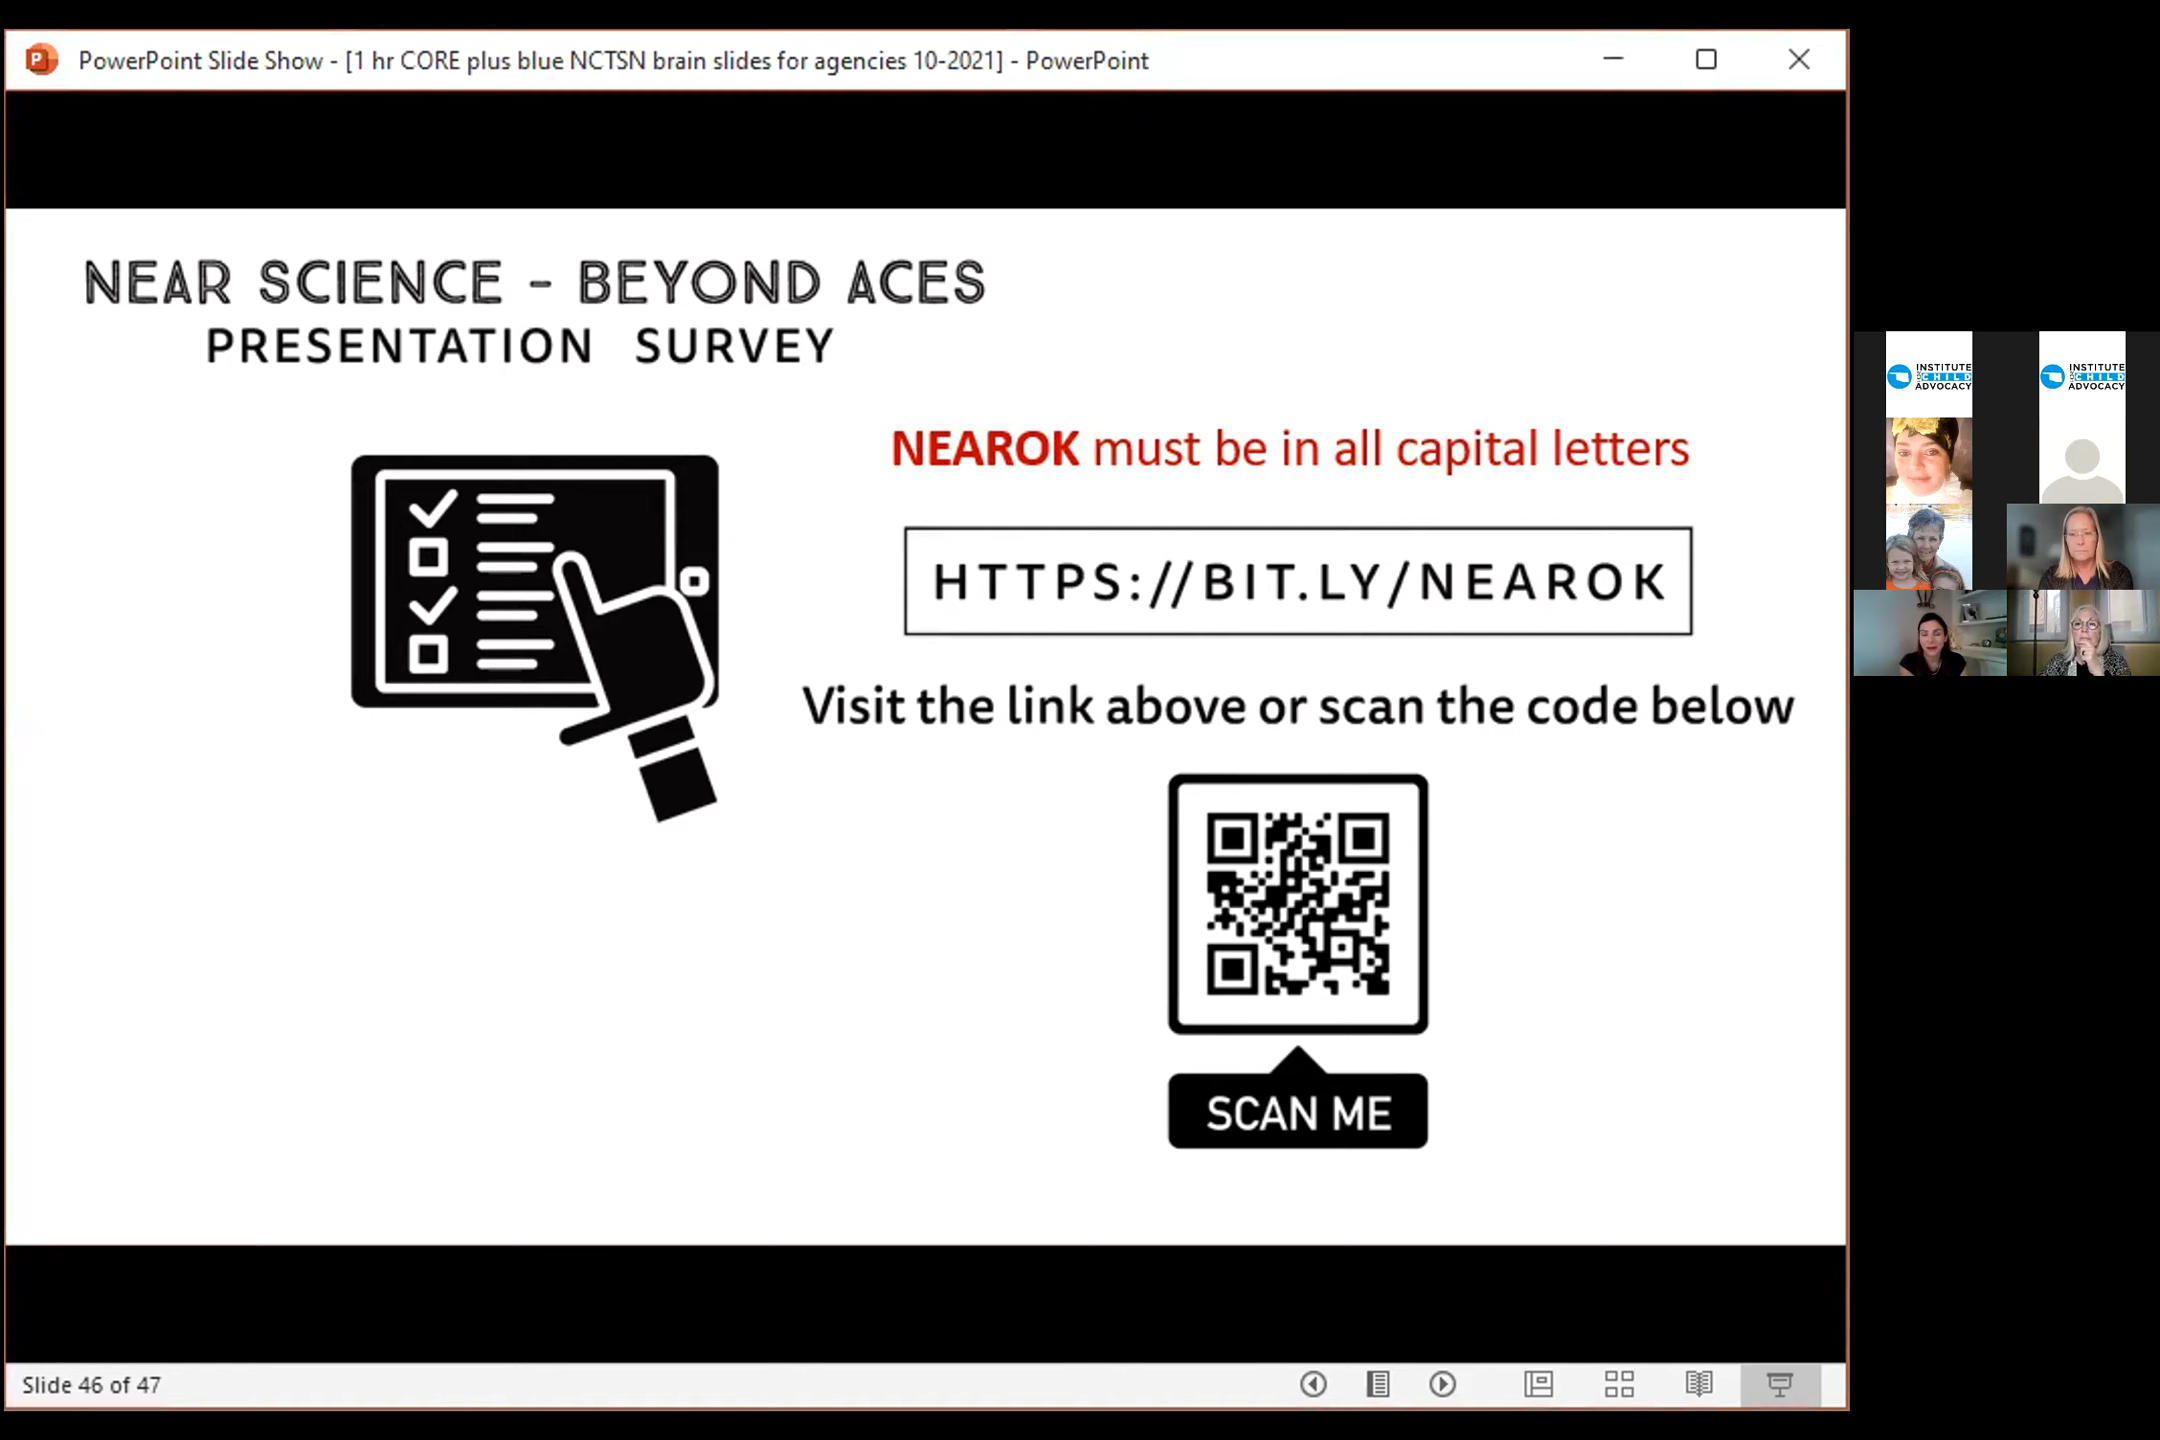 PowerPoint Slide Show - [1 hr CORE plus blue NCTSN brain slides for agencies 10-2021] - PowerPoint
NEAR SCIENCE - BEYOND ACES
PRESENTATION SURVEY
NEAROK must be in all capital letters
HTTPS://BIT.LY/NEAROK
Visit the link above or scan the code below
SCAN ME
Slide 46 of 47
INSTITUTE
CHILD
ADVOCACY
INSTITUTE
CHILD
ADVOCACY